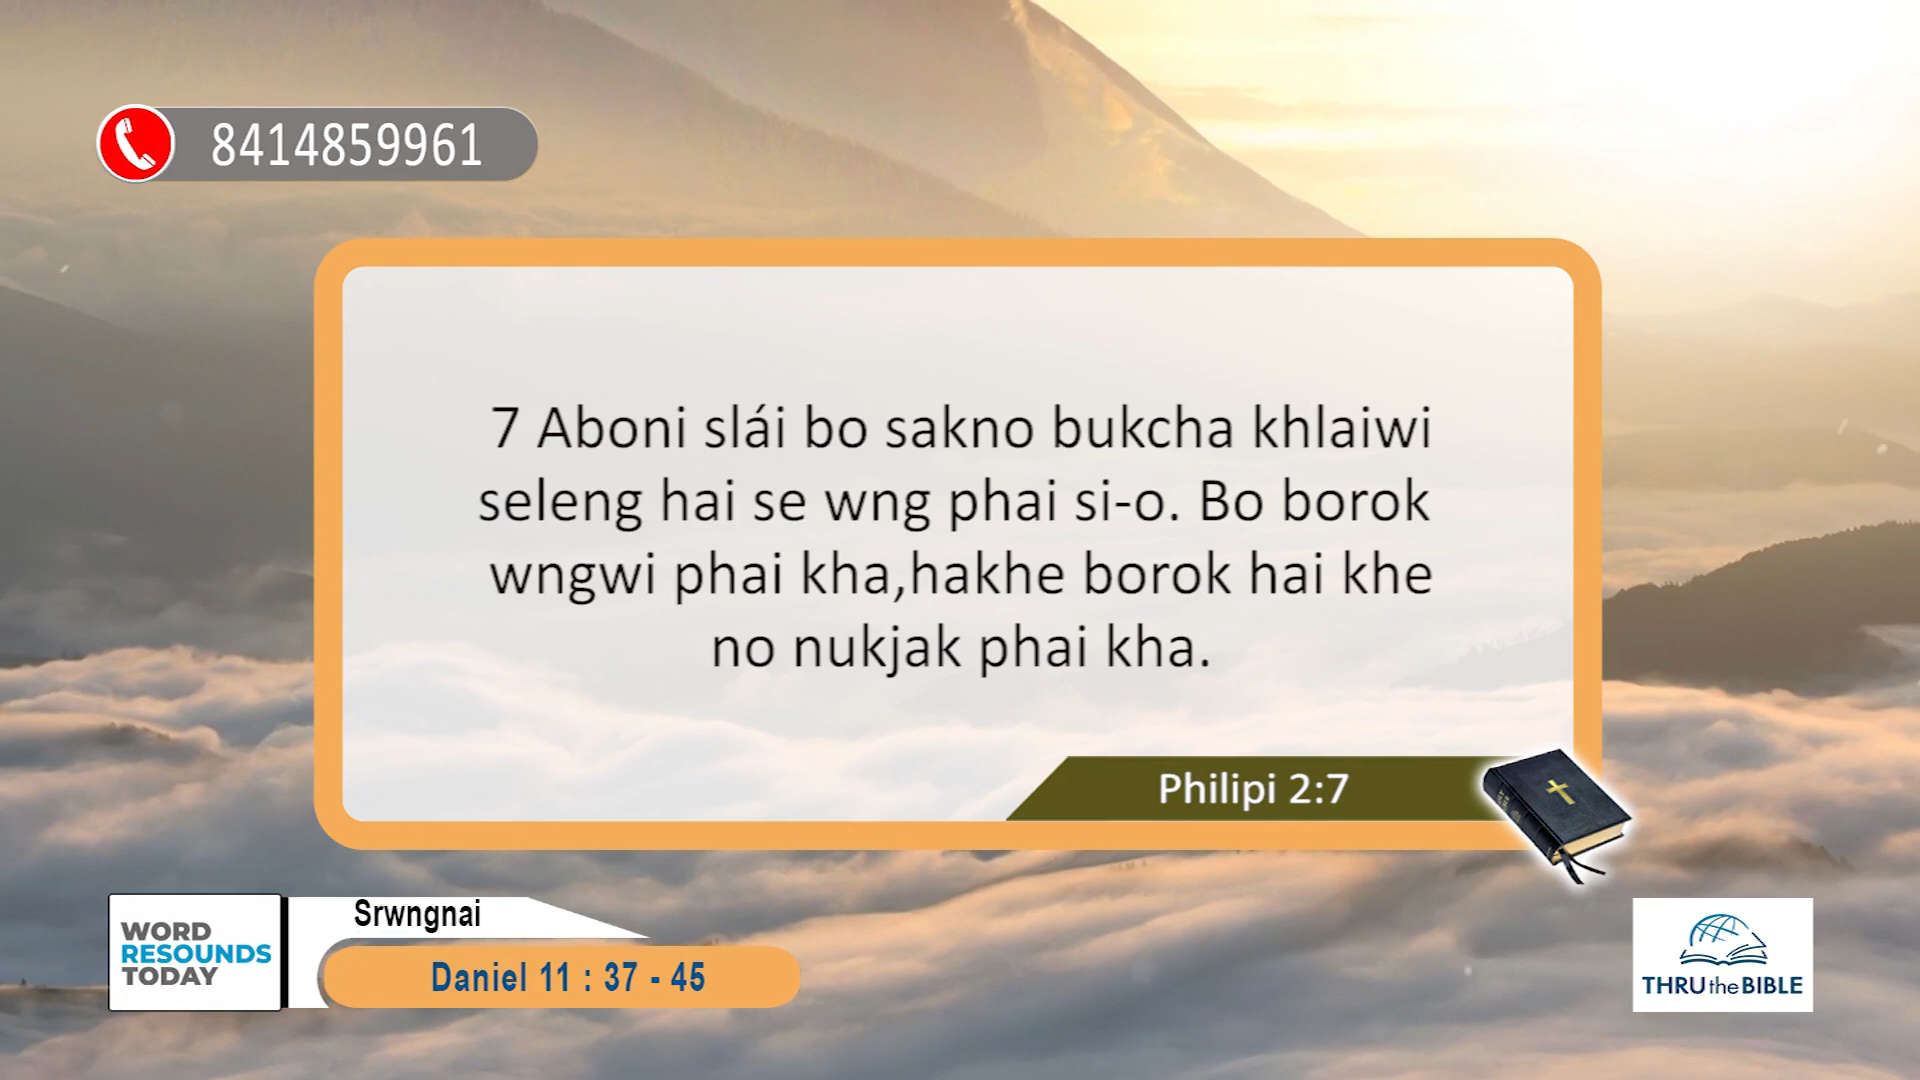 8414859961
7 Aboni slái bo sakno bukcha khlaiwi
seleng hai se wng phai si-o. Bo borok
wngwi phai kha,hakhe borok hai khe
no nukjak phai kha.
Philipi 2:7
WORD
RESOUNDS
TODAY
Srwngnai
Daniel 11 : 37 - 45
THRU the BIBLE